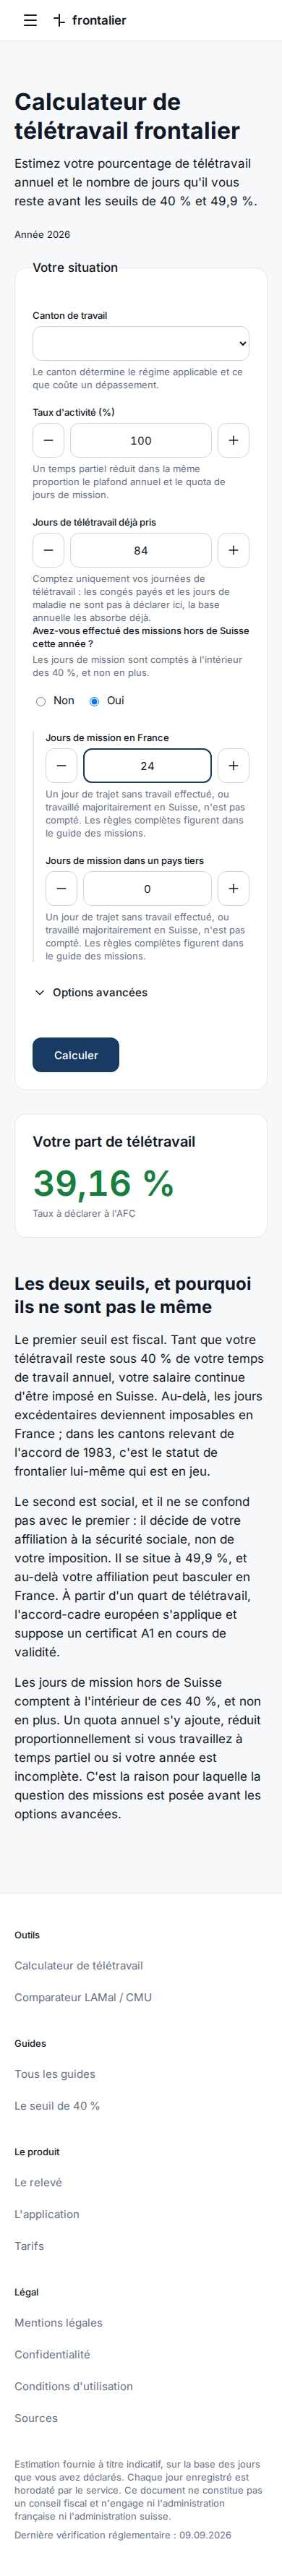 frontalier
Calculateur de
télétravail frontalier
Estimez votre pourcentage de télétravail
annuel et le nombre de jours qu'il vous
reste avant les seuils de 40 % et 49,9 %.
Année 2026
Votre situation
Canton de travail
Le canton détermine le régime applicable et ce
que coûte un dépassement.
Taux d'activité (%)
100
Un temps partiel réduit dans la même
proportion le plafond annuel et le quota de
jours de mission.
Jours de télétravail déjà pris
84
Comptez uniquement vos journées de
télétravail : les congés payés et les jours de
maladie ne sont pas à déclarer ici, la base
annuelle les absorbe déjà.
Avez-vous effectué des missions hors de Suisse
cette année ?
Les jours de mission sont comptés à l'intérieur
des 40 %, et non en plus.
Non Oui
Jours de mission en France
24
Un jour de trajet sans travail effectué, ou
travaillé majoritairement en Suisse, n'est pas
compté. Les règles complètes figurent dans
le guide des missions.
Jours de mission dans un pays tiers
0
Un jour de trajet sans travail effectué, ou
travaillé majoritairement en Suisse, n'est pas
compté. Les règles complètes figurent dans
le guide des missions.
Options avancées
Calculer
Votre part de télétravail
39,16 %
Taux à déclarer à l'AFC
Les deux seuils, et pourquoi
ils ne sont pas le même
Le premier seuil est fiscal. Tant que votre
télétravail reste sous 40 % de votre temps
de travail annuel, votre salaire continue
d'être imposé en Suisse. Au-delà, les jours
excédentaires deviennent imposables en
France ; dans les cantons relevant de
l'accord de 1983, c'est le statut de
frontalier lui-même qui est en jeu.
Le second est social, et il ne se confond
pas avec le premier : il décide de votre
affiliation à la sécurité sociale, non de
votre imposition. Il se situe à 49,9 %, et
au-delà votre affiliation peut basculer en
France. À partir d'un quart de télétravail,
l'accord-cadre européen s'applique et
suppose un certificat A1 en cours de
validité.
Les jours de mission hors de Suisse
comptent à l'intérieur de ces 40 %, et non
en plus. Un quota annuel s'y ajoute, réduit
proportionnellement si vous travaillez à
temps partiel ou si votre année est
incomplète. C'est la raison pour laquelle la
question des missions est posée avant les
options avancées.
Outils
Calculateur de télétravail
Comparateur LAMal / CMU
Guides
Tous les guides
Le seuil de 40 %
Le produit
Le relevé
L'application
Tarifs
Légal
Mentions légales
Confidentialité
Conditions d'utilisation
Sources
Estimation fournie à titre indicatif, sur la base des jours
que vous avez déclarés. Chaque jour enregistré est
horodaté par le service. Ce document ne constitue pas
un conseil fiscal et n'engage ni l'administration
française ni l'administration suisse.
Dernière vérification réglementaire : 09.09.2026